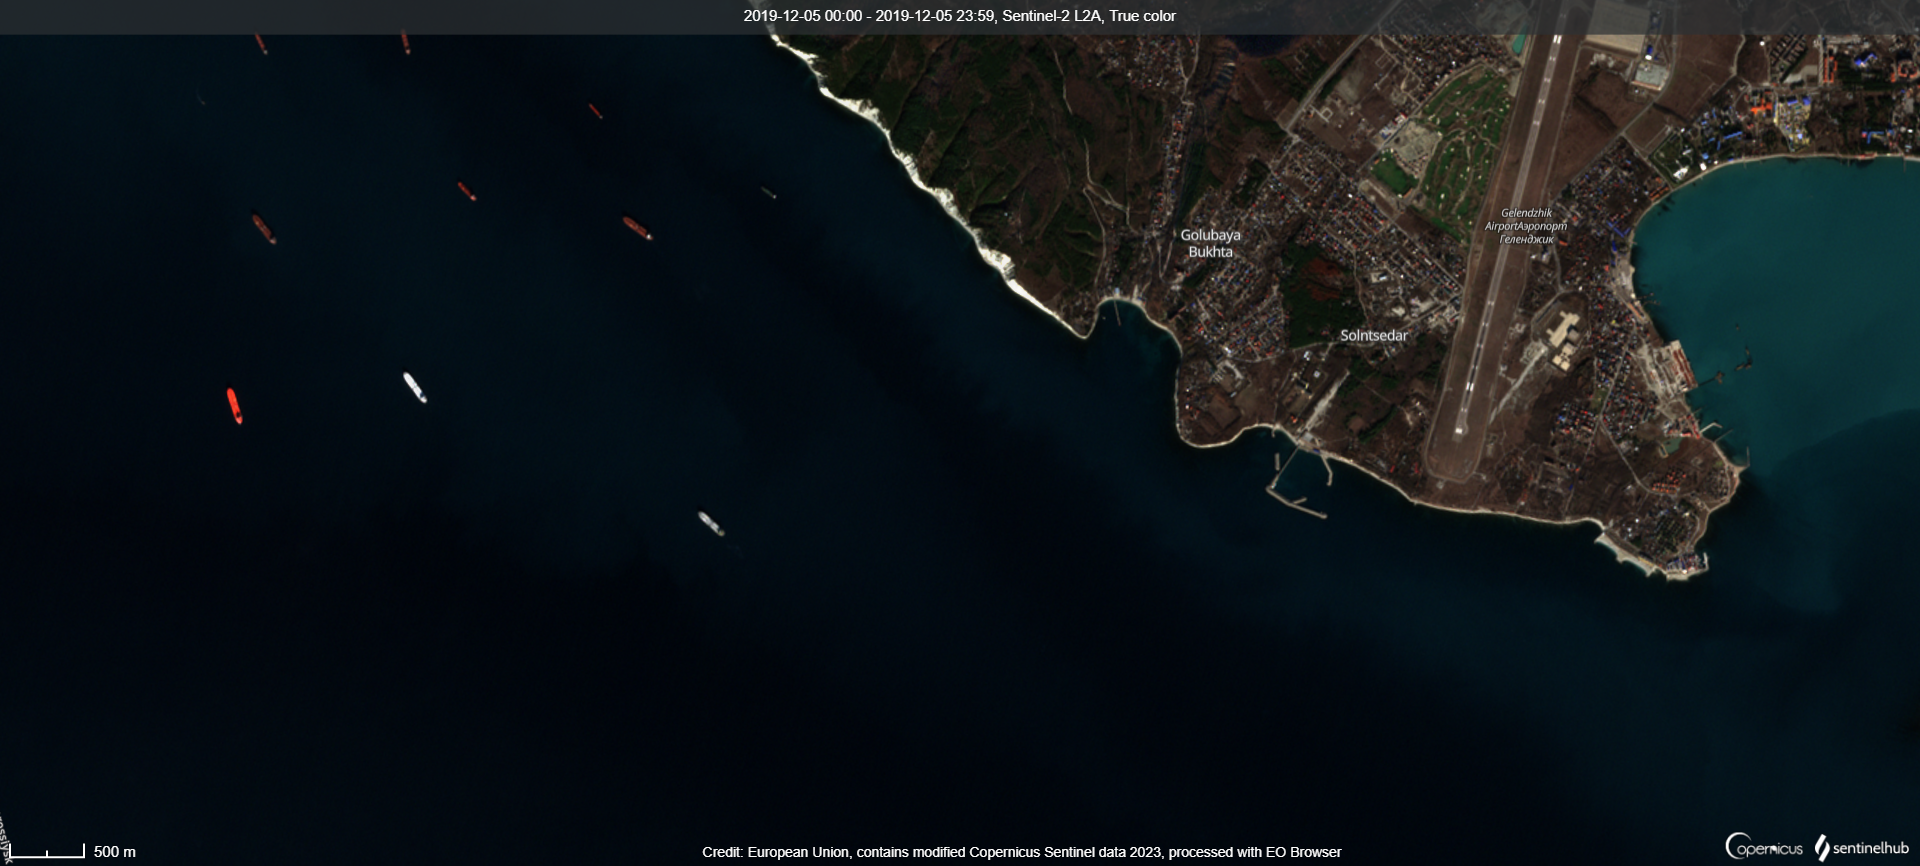 2019-12-05 00:00 - 2019-12-05 23:59, Sentinel-2 L2A, True color
Gelendzhik
AirportАэропорт
Геленджик
Golubaya
Bukhta
Solntsedar
500 m
Credit: European Union, contains modified Copernicus Sentinel data 2023, processed with EO Browser
Copernicus
sentinelhub